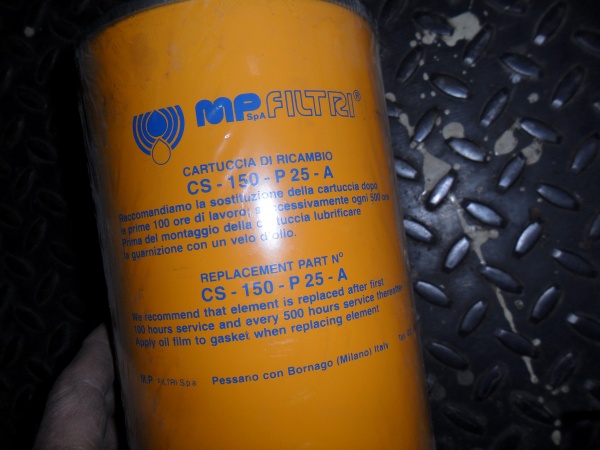 MP SpA FILTRI®
CARTUCCIA DI RICAMBIO
CS - 150 - P 25 - A
Raccomandiamo la sostituzione della cartuccia dopo
le prime 100 ore di lavoro; successivamente ogni 500 ore
Prima del montaggio della cartuccia lubrificare
la guarnizione con un velo d'olio.
REPLACEMENT PART N°
CS - 150 - P 25 - A
We recommend that element is replaced after first
100 hours service and every 500 hours service thereafter
Apply oil film to gasket when replacing element
MP FILTRI S.p.a Pessano con Bornago (Milano) Italy Tel